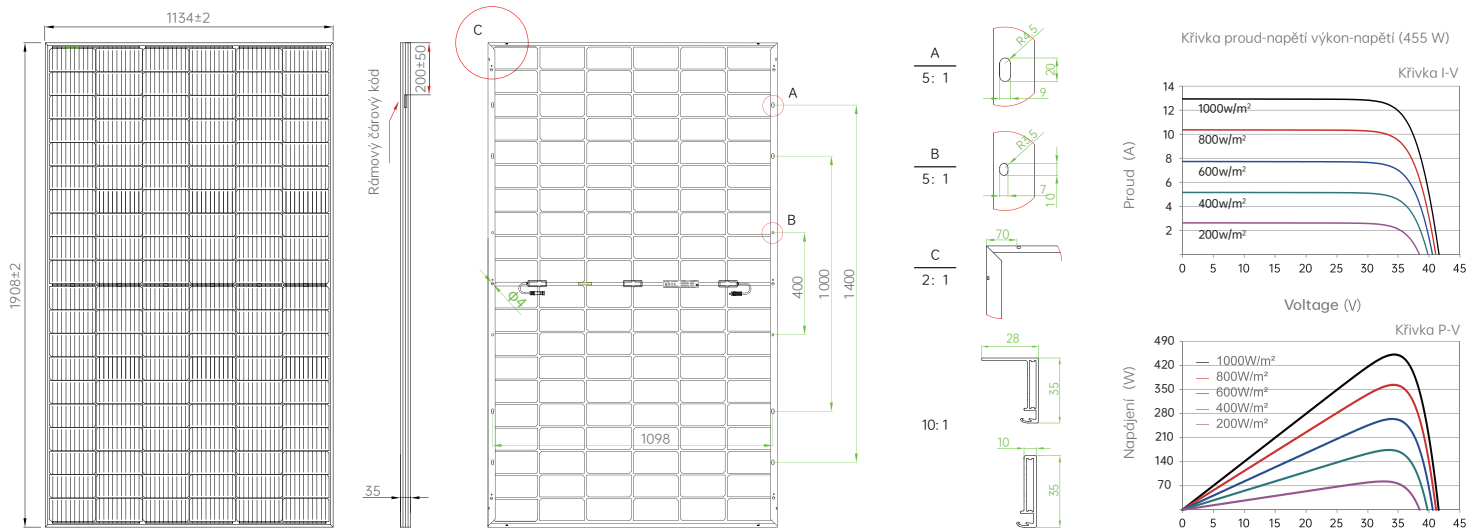 1134±2
1908±2
200±50
Rámový čárový kód
35
C
A
B
Φ4
400
1000
1400
1098
A
5: 1
R4,5
20
9
B
5: 1
R3,5
7
10
C
2: 1
70
28
35
10: 1
10
35
Křivka proud-napětí výkon-napětí (455 W)
Křivka I-V
Proud (A)
14
12
10
8
6
4
2
1000w/m²
800w/m²
600w/m²
400w/m²
200w/m²
0 5 10 15 20 25 30 35 40 45
Voltage (V)
Křivka P-V
Napájení (W)
490
420
350
280
210
140
70
1000W/m²
800W/m²
600W/m²
400W/m²
200W/m²
0 5 10 15 20 25 30 35 40 45